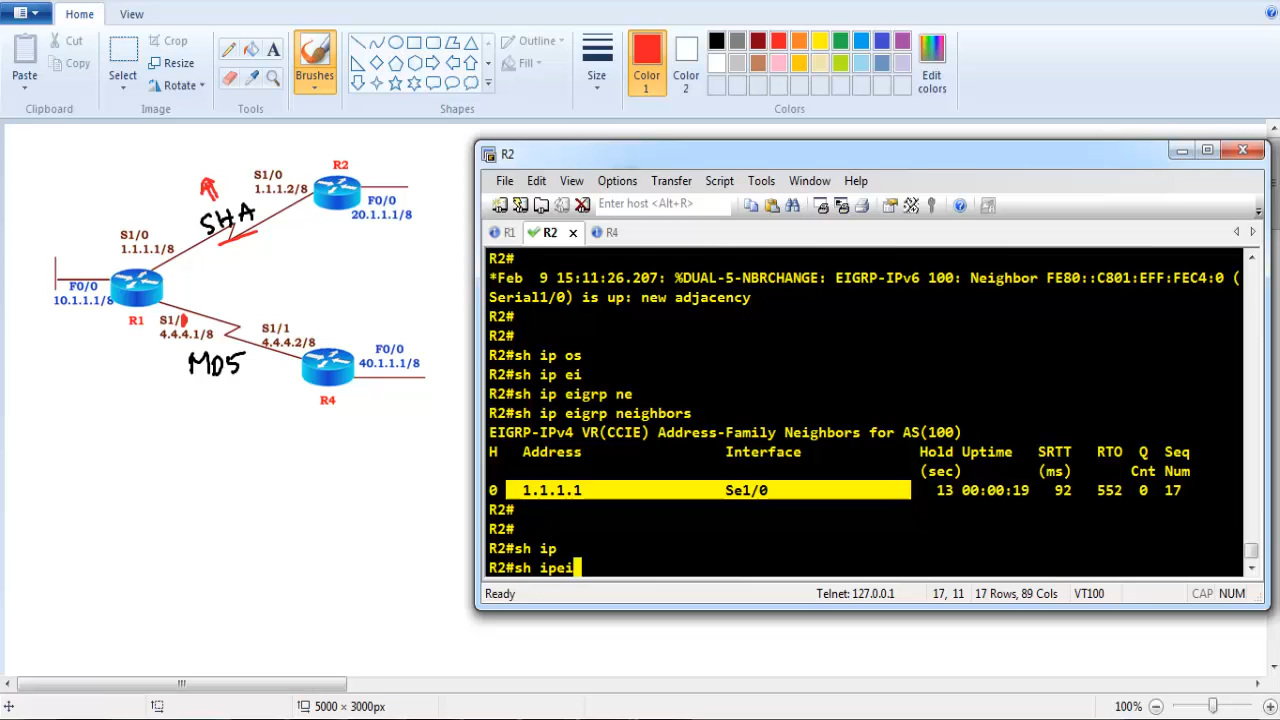 Home
View
Paste
Cut
Copy
Clipboard
Select
Crop
Resize
Rotate
Image
A
Tools
Brushes
Outline
Fill
Shapes
Size
Color 1
Color 2
Edit colors
Colors
R2
S1/0
1.1.1.2/8
F0/0
20.1.1.1/8
SHA
S1/0
1.1.1.1/8
F0/0
10.1.1.1/8
R1
S1/
4.4.4.1/8
MD5
S1/1
4.4.4.2/8
F0/0
40.1.1.1/8
R4
R2
File Edit View Options Transfer Script Tools Window Help
Enter host <Alt+R>
R1 R2 R4
R2#
*Feb  9 15:11:26.207: %DUAL-5-NBRCHANGE: EIGRP-IPv6 100: Neighbor FE80::C801:EFF:FEC4:0 (
Serial1/0) is up: new adjacency
R2#
R2#
R2#sh ip os
R2#sh ip ei
R2#sh ip eigrp ne
R2#sh ip eigrp neighbors
EIGRP-IPv4 VR(CCIE) Address-Family Neighbors for AS(100)
H   Address                 Interface              Hold Uptime   SRTT   RTO  Q  Seq
(sec)         (ms)       Cnt Num
0   1.1.1.1                 Se1/0                    13 00:00:19   92   552  0  17
R2#
R2#
R2#sh ip
R2#sh ipei
Ready
Telnet: 127.0.0.1
17, 11
17 Rows, 89 Cols
VT100
CAP NUM
5000 × 3000px
100%